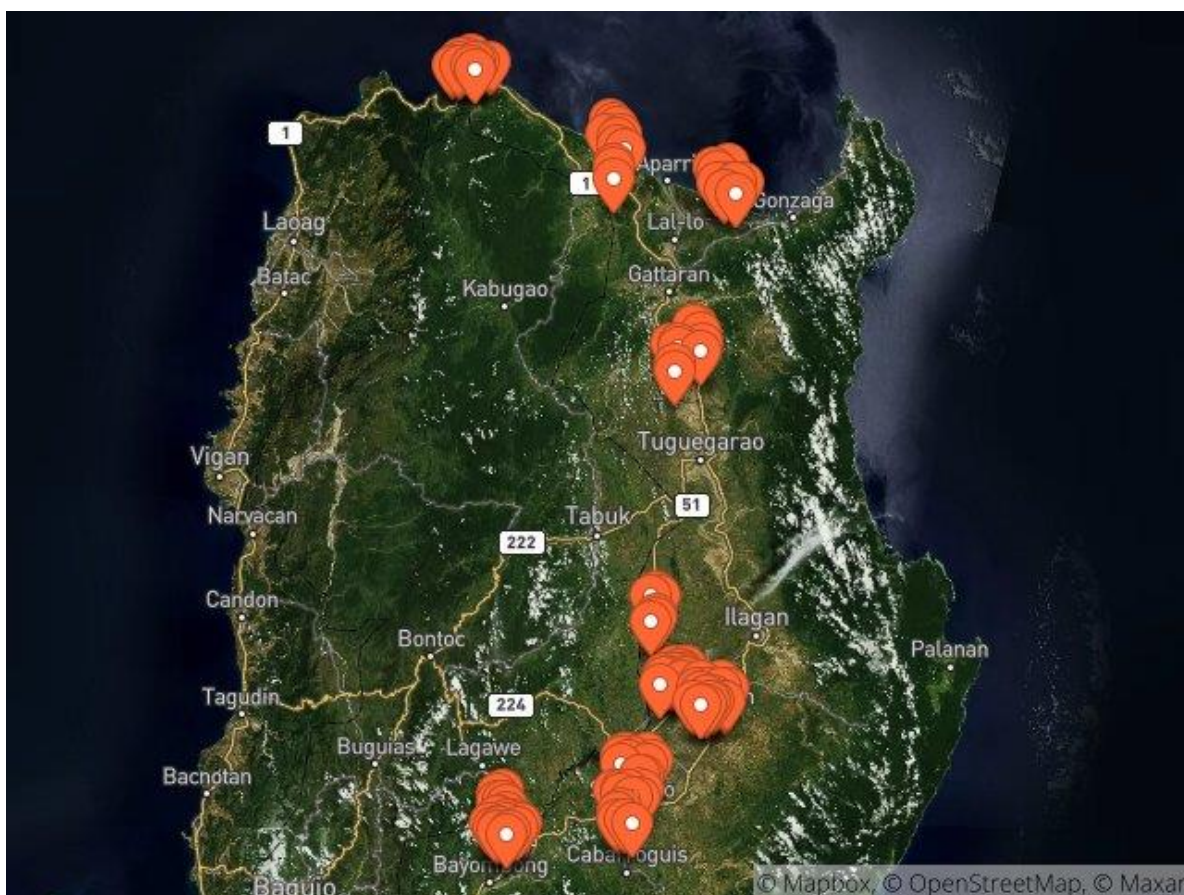 1
Aparri
1
Gonzaga
Laoag
Lal-lo
Batac
Gattaran
Kabugao
Tuguegarao
Vigan
51
Narvacan
Tabuk
222
Candon
Ilagan
Bontoc
Palanan
Tagudin
224
Buguias
Lagawe
Bacnotan
Bayombong
Cabarroguis
Baguio
© Mapbox, © OpenStreetMap, © Maxar